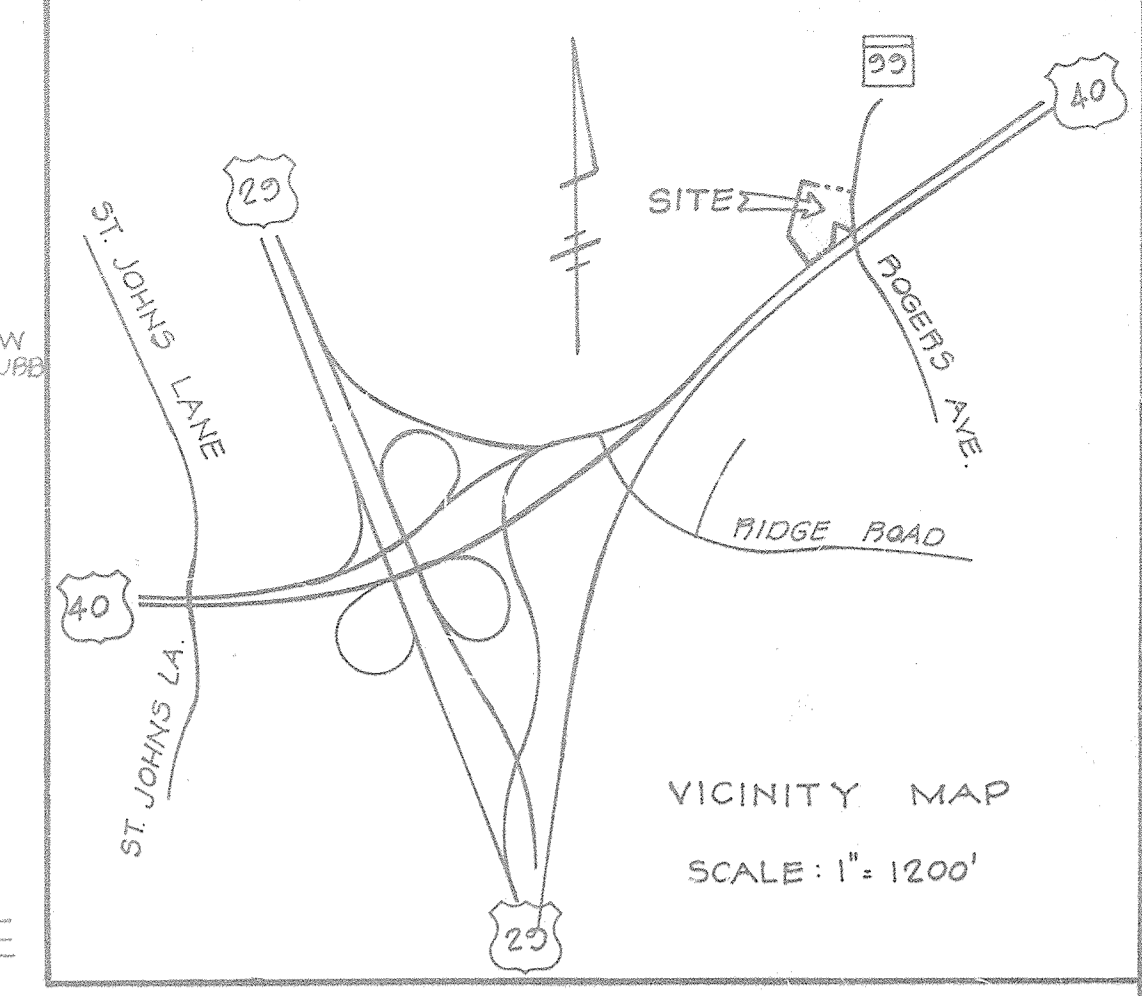 99
40
29
SITE
ST. JOHNS LANE
ROGERS AVE.
W
UBB
RIDGE ROAD
40
ST. JOHNS LA.
VICINITY MAP
SCALE: 1"= 1200'
29
E